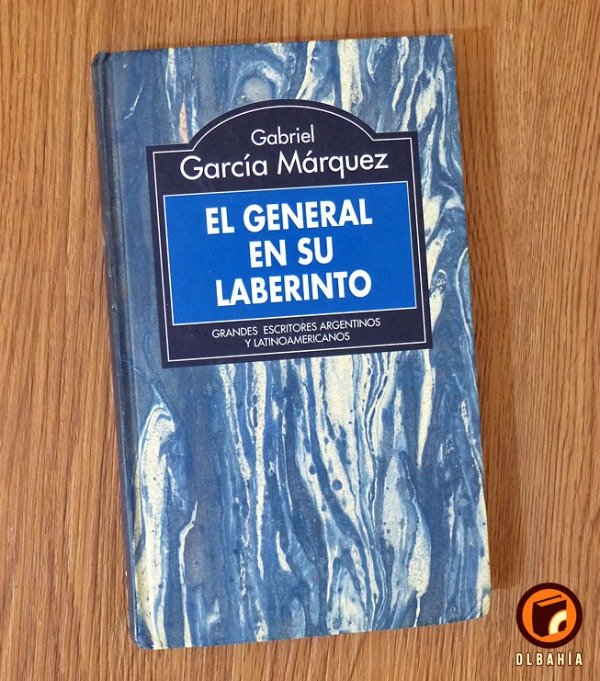 Gabriel
García Márquez
EL GENERAL
EN SU
LABERINTO
GRANDES ESCRITORES ARGENTINOS
Y LATINOAMERICANOS
DLBAHÍA